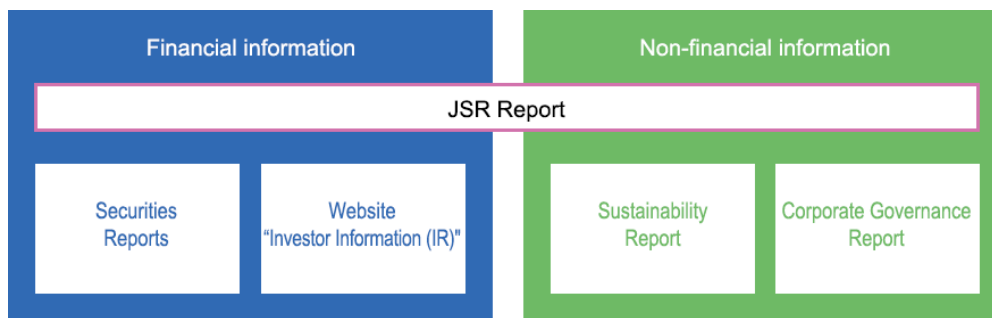 Financial information
Non-financial information
JSR Report
Securities
Reports
Website
“Investor Information (IR)"
Sustainability
Report
Corporate Governance
Report